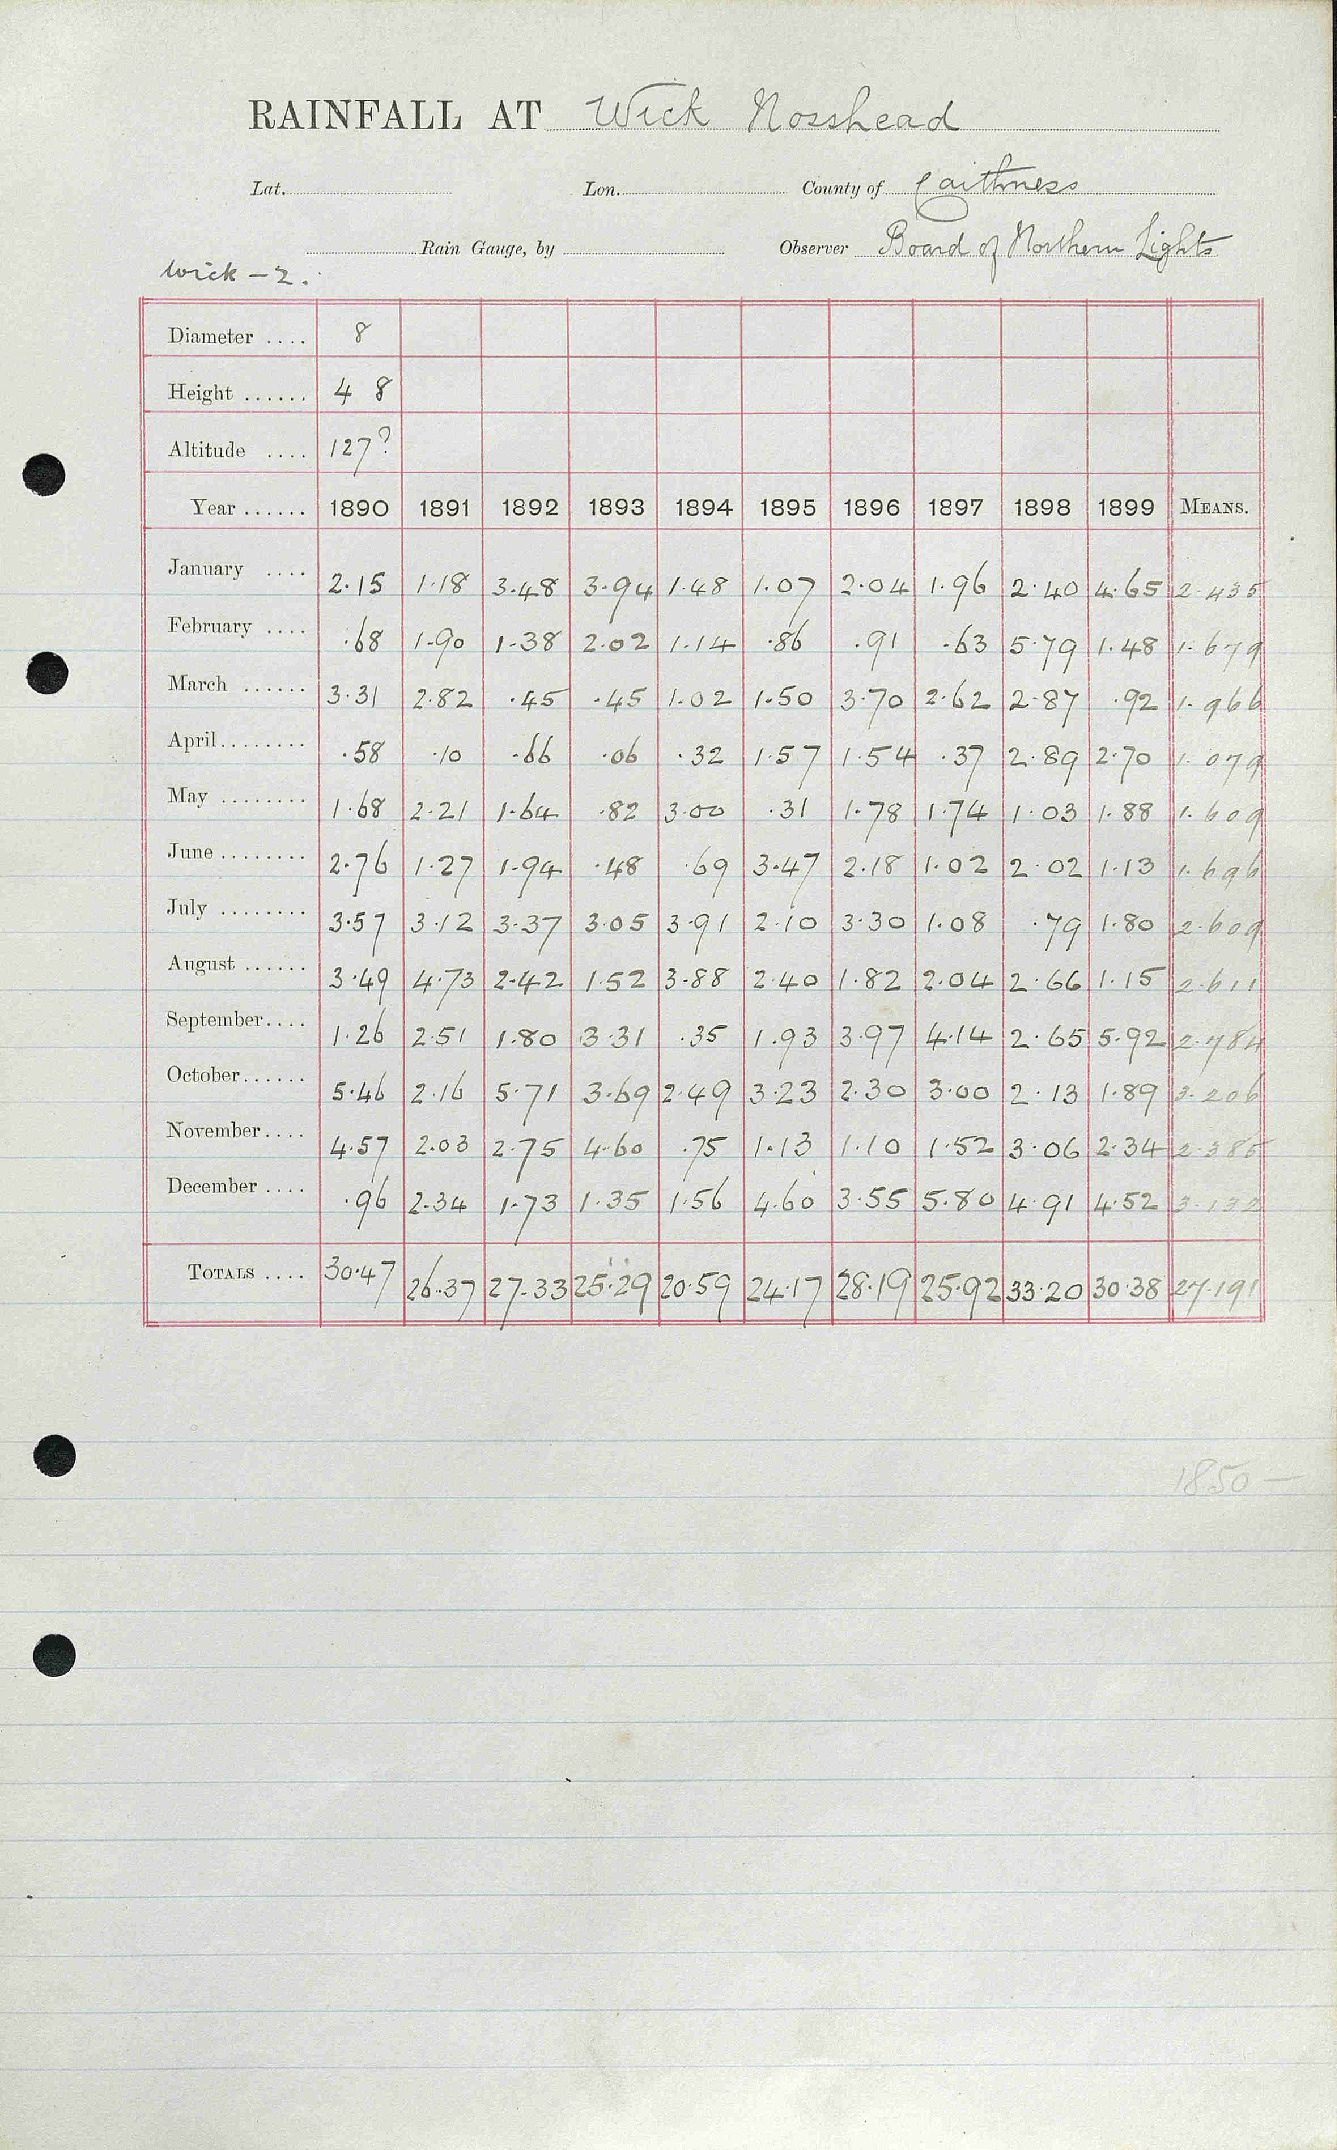 RAINFALL AT Wick Nosshead
Lat. Lon. County of Caithness
Rain Gauge, by Observer Board of Northern Lights
Wick - 2.
Diameter .... 8
Height ...... 4 8
Altitude .... 127?
Year ...... 1890 1891 1892 1893 1894 1895 1896 1897 1898 1899 MEANS.
January .... 2.15 1.18 3.48 3.94 1.48 1.07 2.04 1.96 2.40 4.65 2.435
February .... .68 1.90 1.38 2.02 1.14 .86 .91 .63 5.79 1.48 1.679
March ...... 3.31 2.82 .45 .45 1.02 1.50 3.70 2.62 2.87 .92 1.966
April........ .58 .10 .66 .06 .32 1.57 1.54 .37 2.89 2.70 1.079
May ........ 1.68 2.21 1.64 .82 3.00 .31 1.78 1.74 1.03 1.88 1.609
June ........ 2.76 1.27 1.94 .48 .69 3.47 2.18 1.02 2.02 1.13 1.696
July ........ 3.57 3.12 3.37 3.05 3.91 2.10 3.30 1.08 .79 1.80 2.609
August ...... 3.49 4.73 2.42 1.52 3.88 2.40 1.82 2.04 2.66 1.15 2.611
September.... 1.26 2.51 1.80 3.31 .35 1.93 3.97 4.14 2.65 5.92 2.784
October...... 5.46 2.16 5.71 3.69 2.49 3.23 2.30 3.00 2.13 1.89 3.206
November.... 4.57 2.03 2.75 4.60 .75 1.13 1.10 1.52 3.06 2.34 2.385
December .... .96 2.34 1.73 1.35 1.56 4.60 3.55 5.80 4.91 4.52 3.132
TOTALS .... 30.47 26.37 27.33 25.29 20.59 24.17 28.19 25.92 33.20 30.38 27.191
1850 -